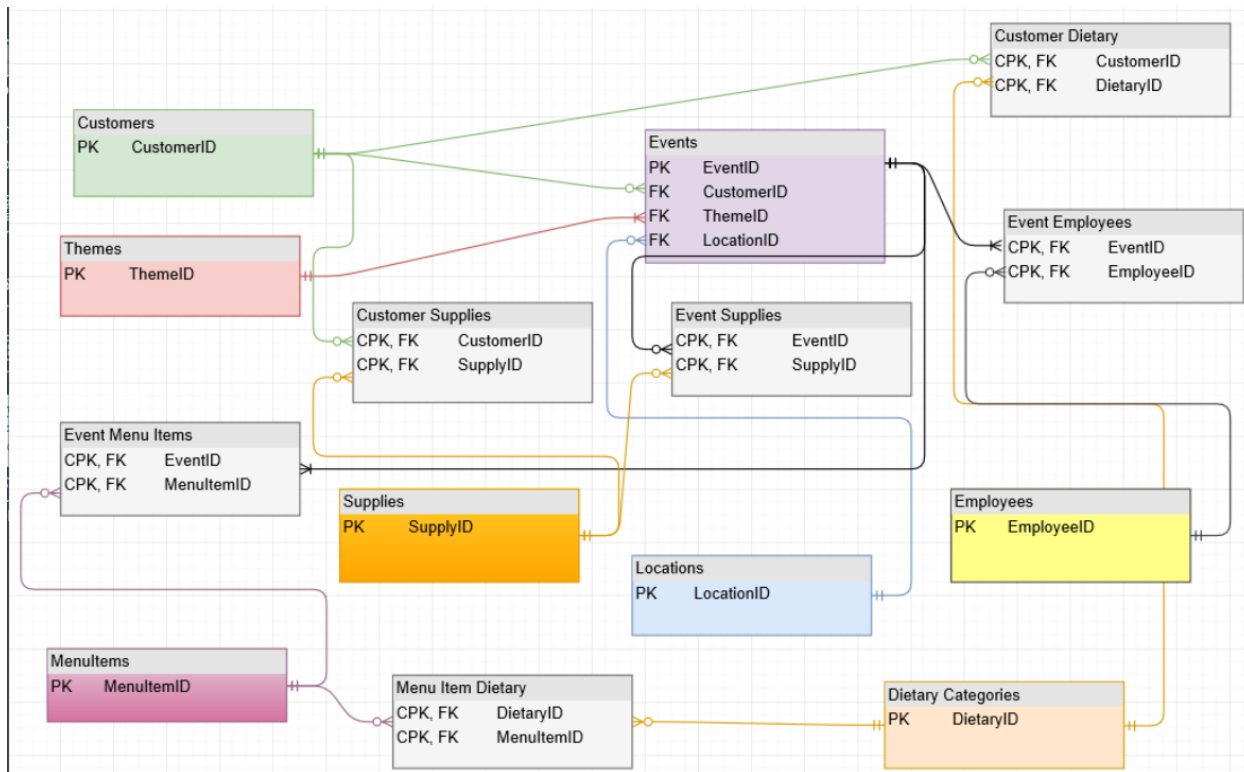 Customer Dietary
CPK, FK CustomerID
CPK, FK DietaryID
Customers
PK CustomerID
Events
PK EventID
FK CustomerID
FK ThemeID
FK LocationID
Event Employees
CPK, FK EventID
CPK, FK EmployeeID
Themes
PK ThemeID
Customer Supplies
CPK, FK CustomerID
CPK, FK SupplyID
Event Supplies
CPK, FK EventID
CPK, FK SupplyID
Event Menu Items
CPK, FK EventID
CPK, FK MenuItemID
Supplies
PK SupplyID
Employees
PK EmployeeID
Locations
PK LocationID
MenuItems
PK MenuItemID
Menu Item Dietary
CPK, FK DietaryID
CPK, FK MenuItemID
Dietary Categories
PK DietaryID